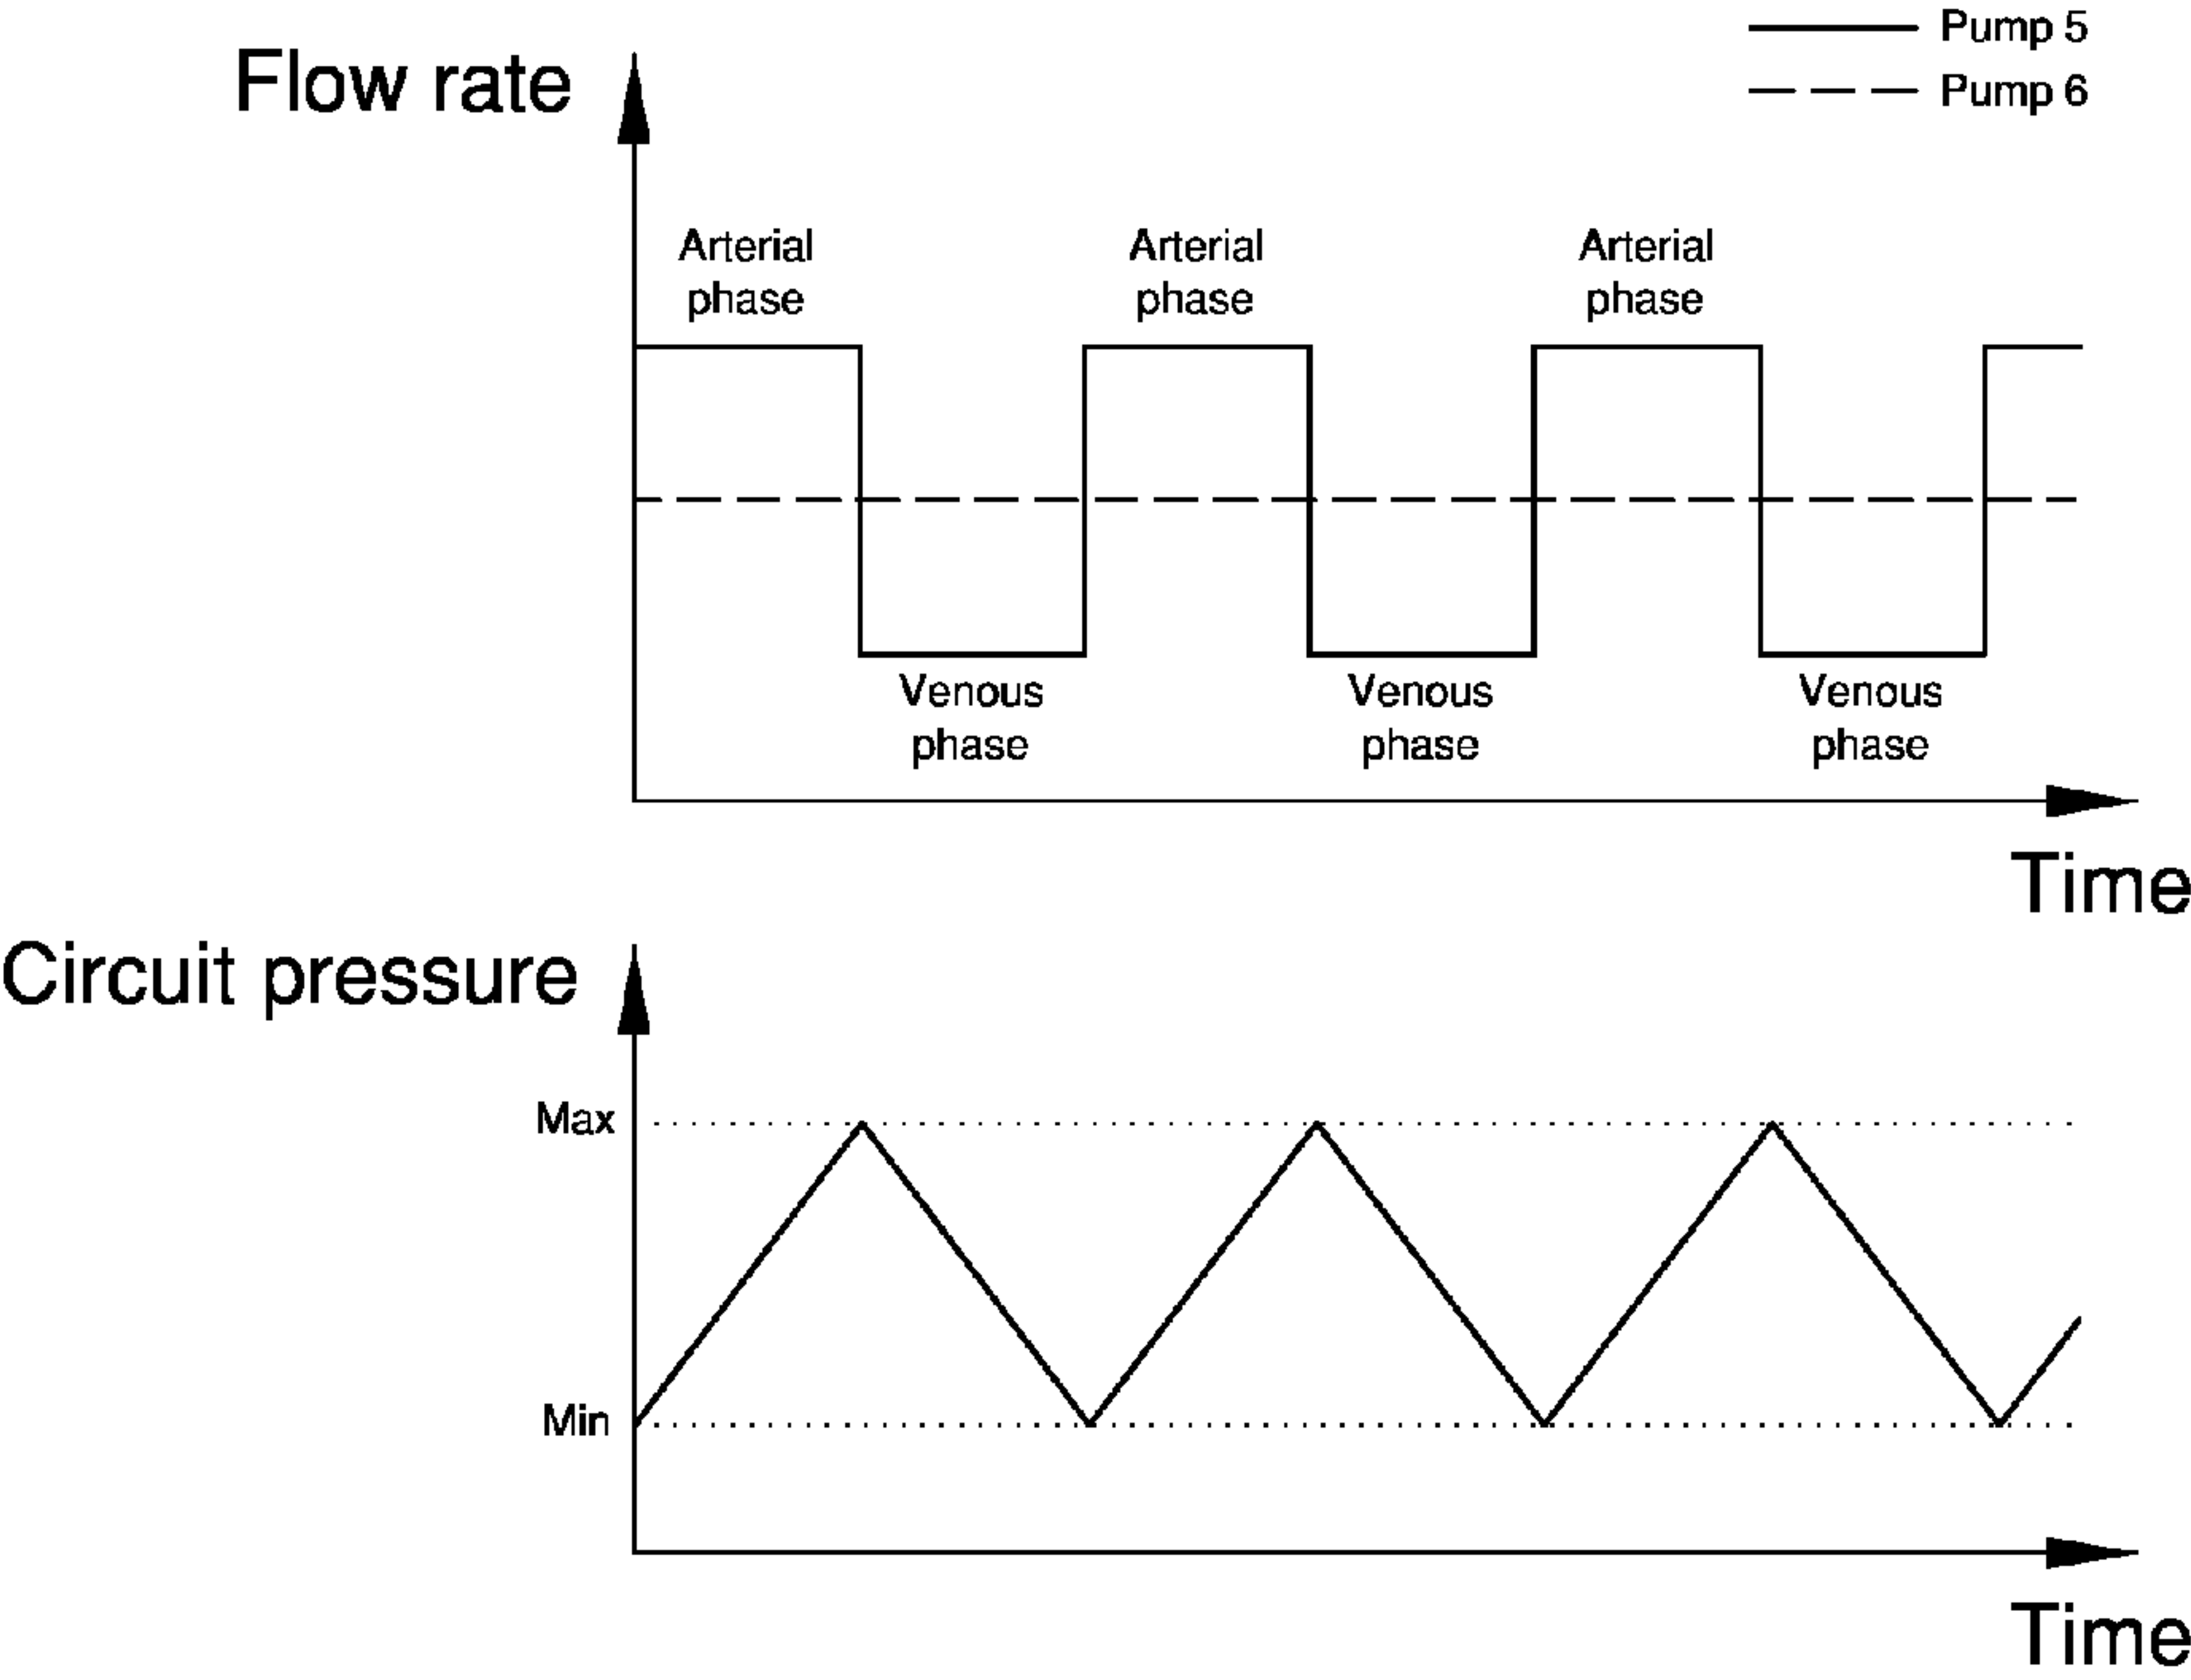 Pump 5
Pump 6
Flow rate
Arterial
phase
Arterial
phase
Arterial
phase
Venous
phase
Venous
phase
Venous
phase
Time
Circuit pressure
Max
Min
Time